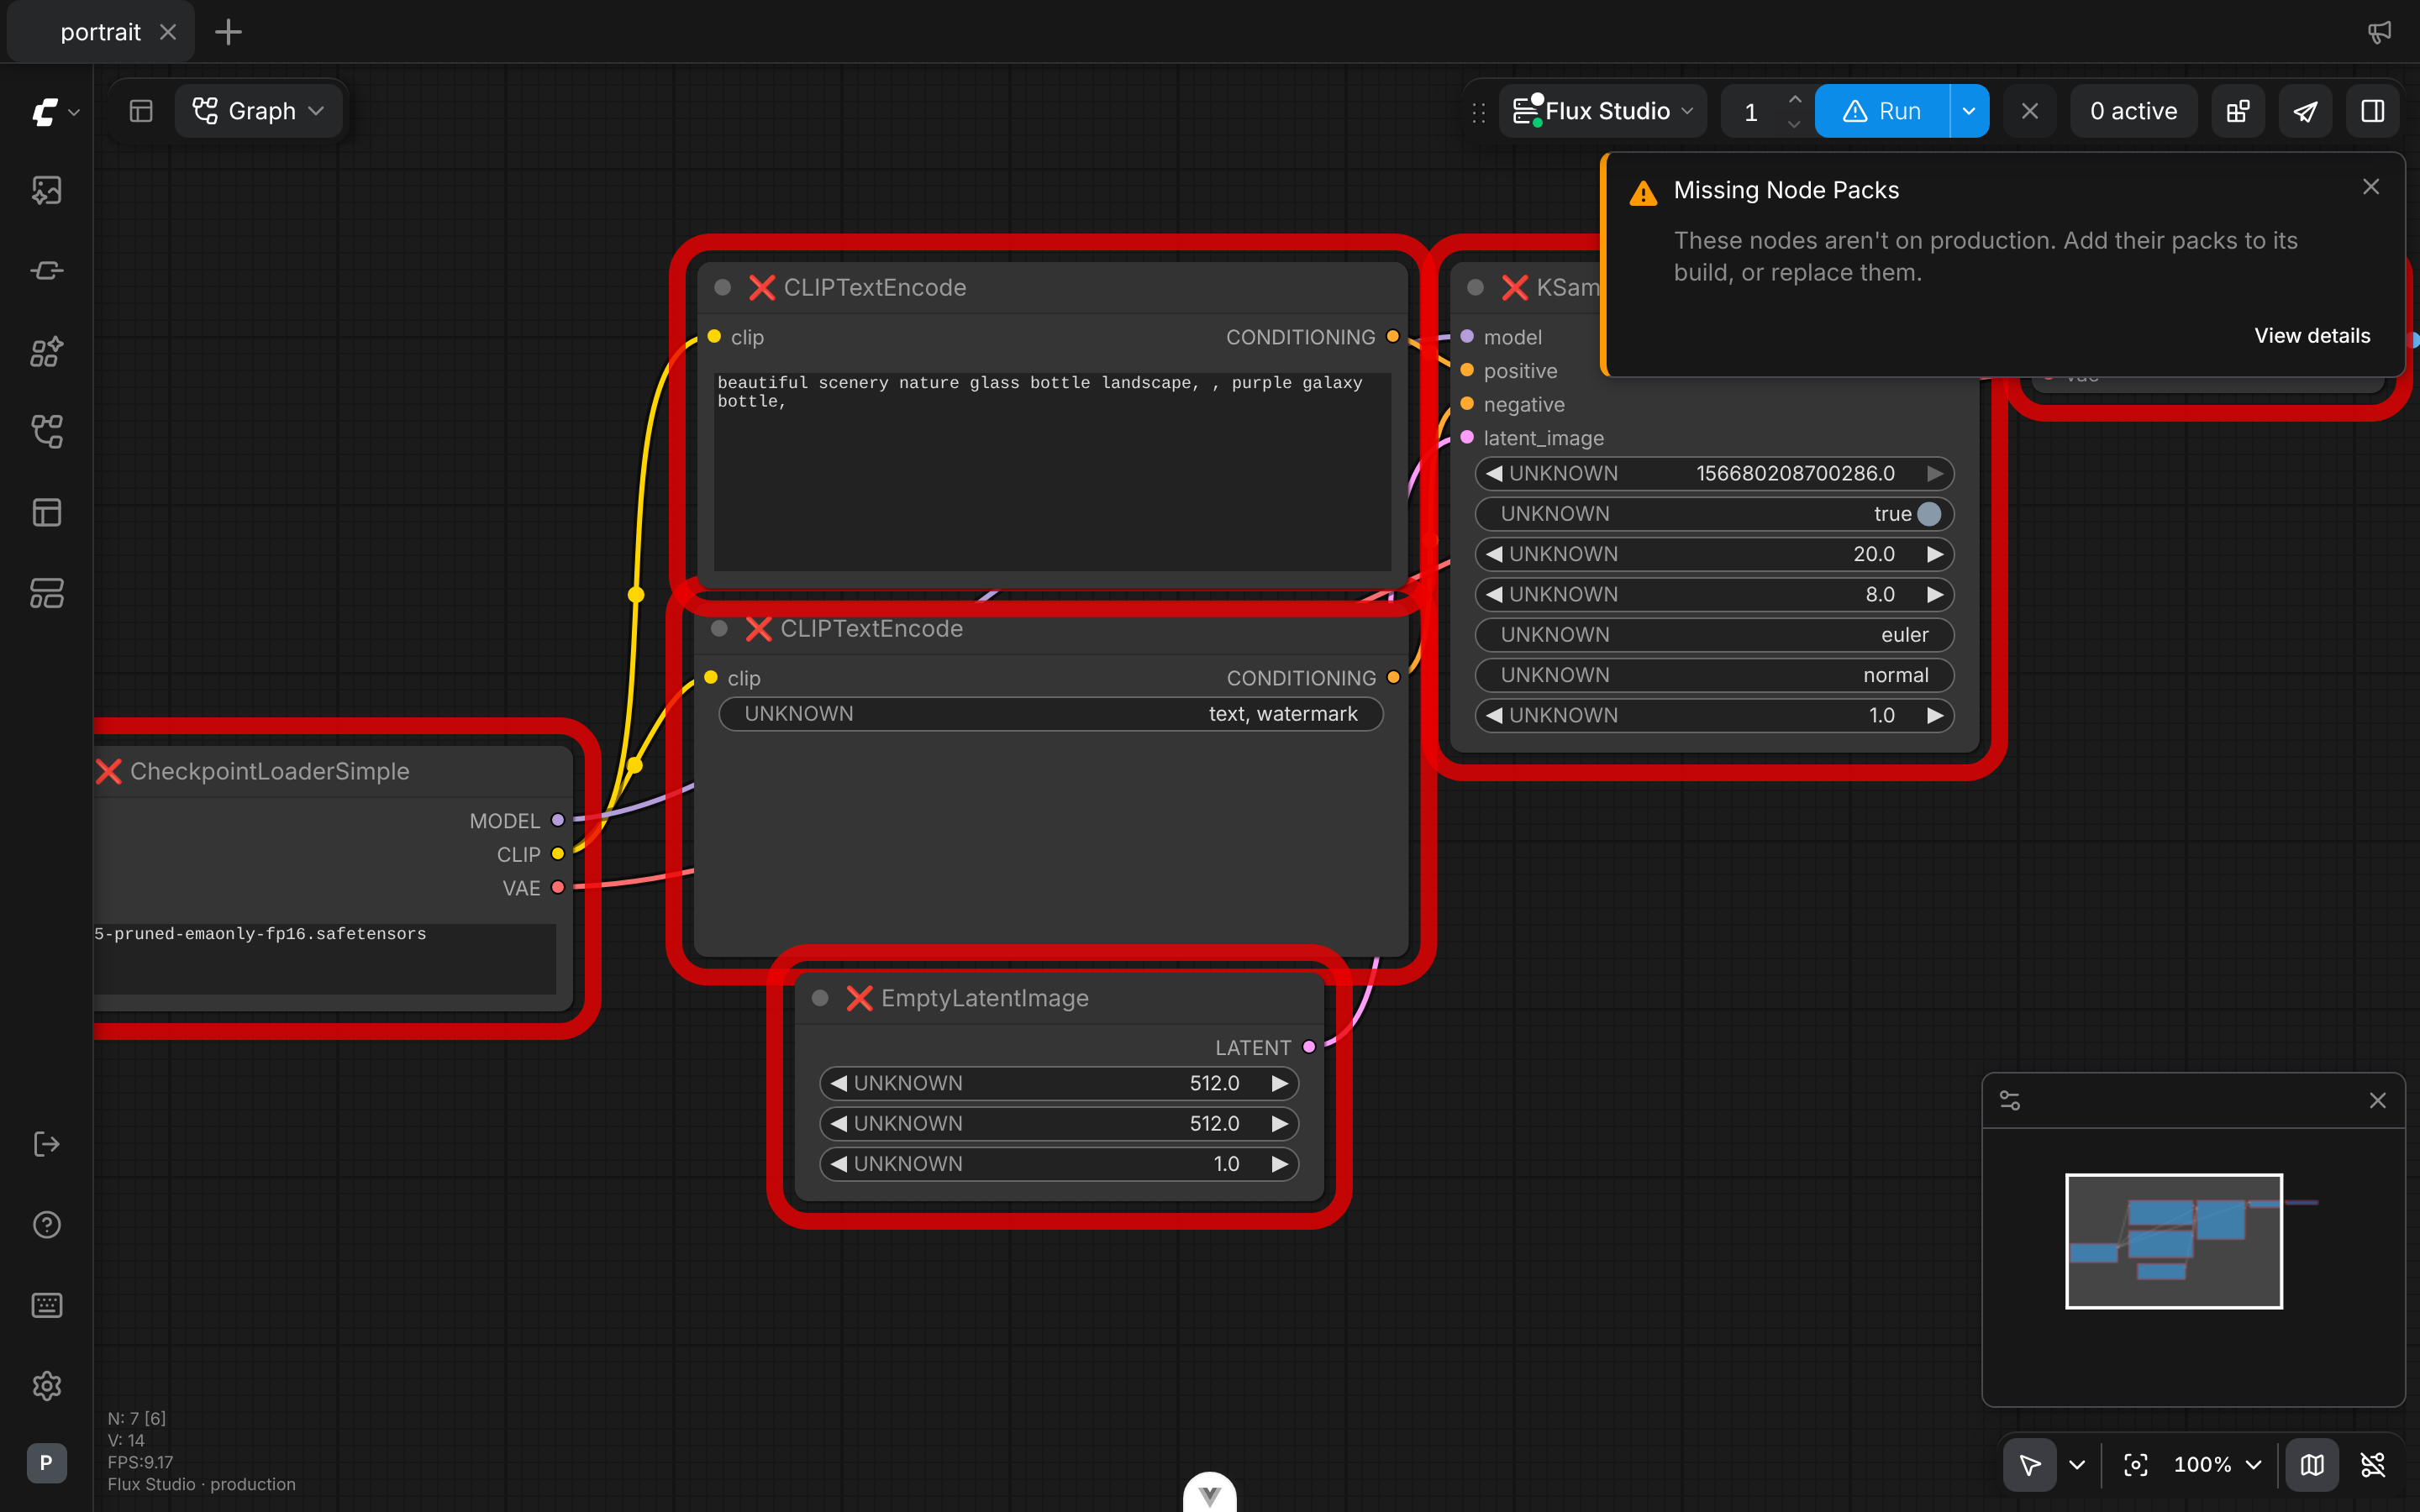 portrait
Graph
Flux Studio
1
Run
0 active
Missing Node Packs
These nodes aren't on production. Add their packs to its
build, or replace them.
View details
CLIPTextEncode
clip
CONDITIONING
beautiful scenery nature glass bottle landscape, , purple galaxy
bottle,
KSam
model
positive
negative
latent_image
UNKNOWN 156680208700286.0
UNKNOWN true
UNKNOWN 20.0
UNKNOWN 8.0
UNKNOWN euler
UNKNOWN normal
UNKNOWN 1.0
vae
CLIPTextEncode
clip
CONDITIONING
UNKNOWN text, watermark
CheckpointLoaderSimple
MODEL
CLIP
VAE
5-pruned-emaonly-fp16.safetensors
EmptyLatentImage
LATENT
UNKNOWN 512.0
UNKNOWN 512.0
UNKNOWN 1.0
N: 7 [6]
V: 14
FPS:9.17
Flux Studio · production
P
100%